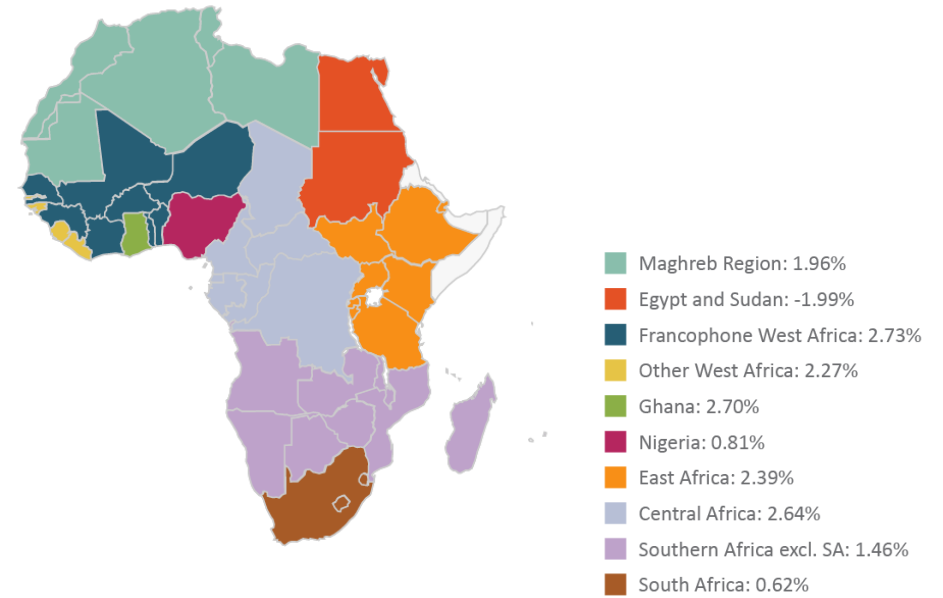 Maghreb Region: 1.96%
Egypt and Sudan: -1.99%
Francophone West Africa: 2.73%
Other West Africa: 2.27%
Ghana: 2.70%
Nigeria: 0.81%
East Africa: 2.39%
Central Africa: 2.64%
Southern Africa excl. SA: 1.46%
South Africa: 0.62%